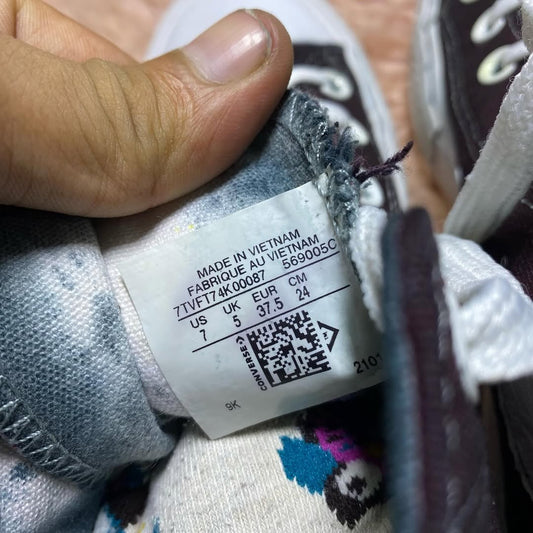 MADE IN VIETNAM
FABRIQUE AU VIETNAM
7TVFT74K00087 569005C
US UK EUR CM
7 5 37.5 24
CONVERSE
2101
9K